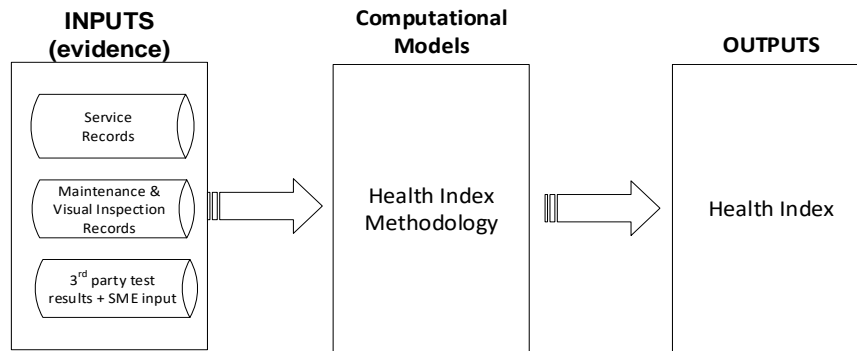 INPUTS
(evidence)
Service
Records
Maintenance &
Visual Inspection
Records
3rd party test
results + SME input
Computational
Models
Health Index
Methodology
OUTPUTS
Health Index